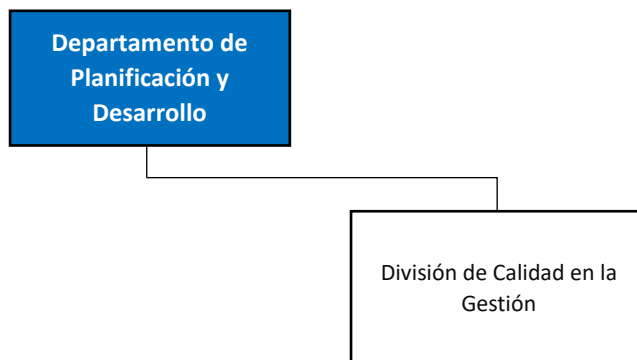 Departamento de
Planificación y
Desarrollo
División de Calidad en la
Gestión